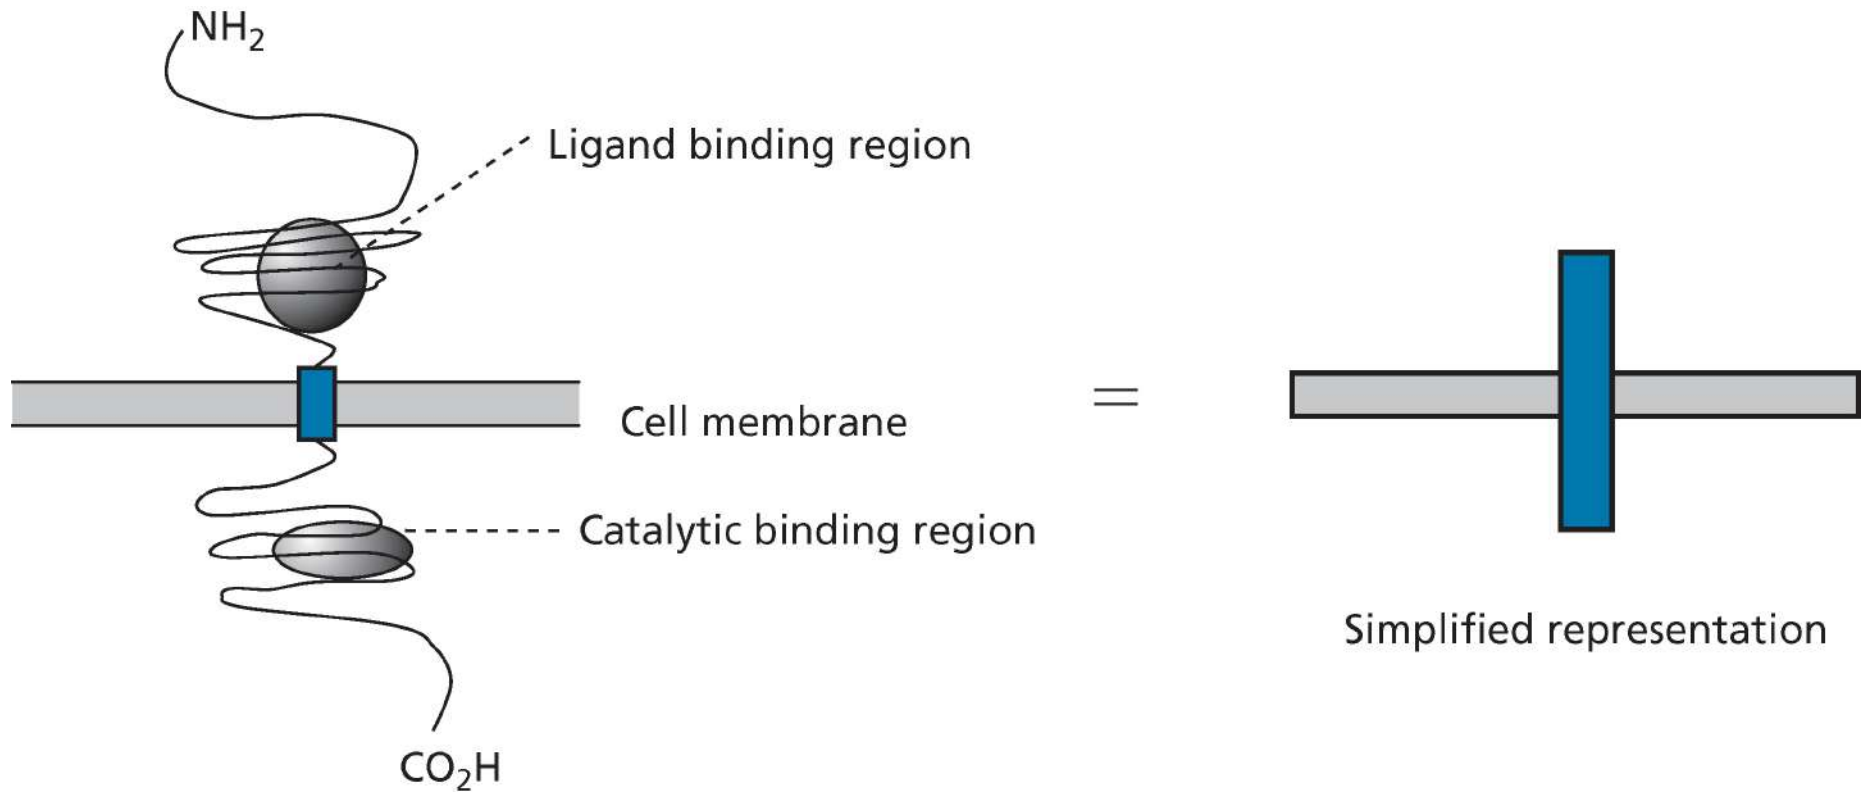 NH₂
Ligand binding region
Cell membrane
=
Catalytic binding region
Simplified representation
CO₂H